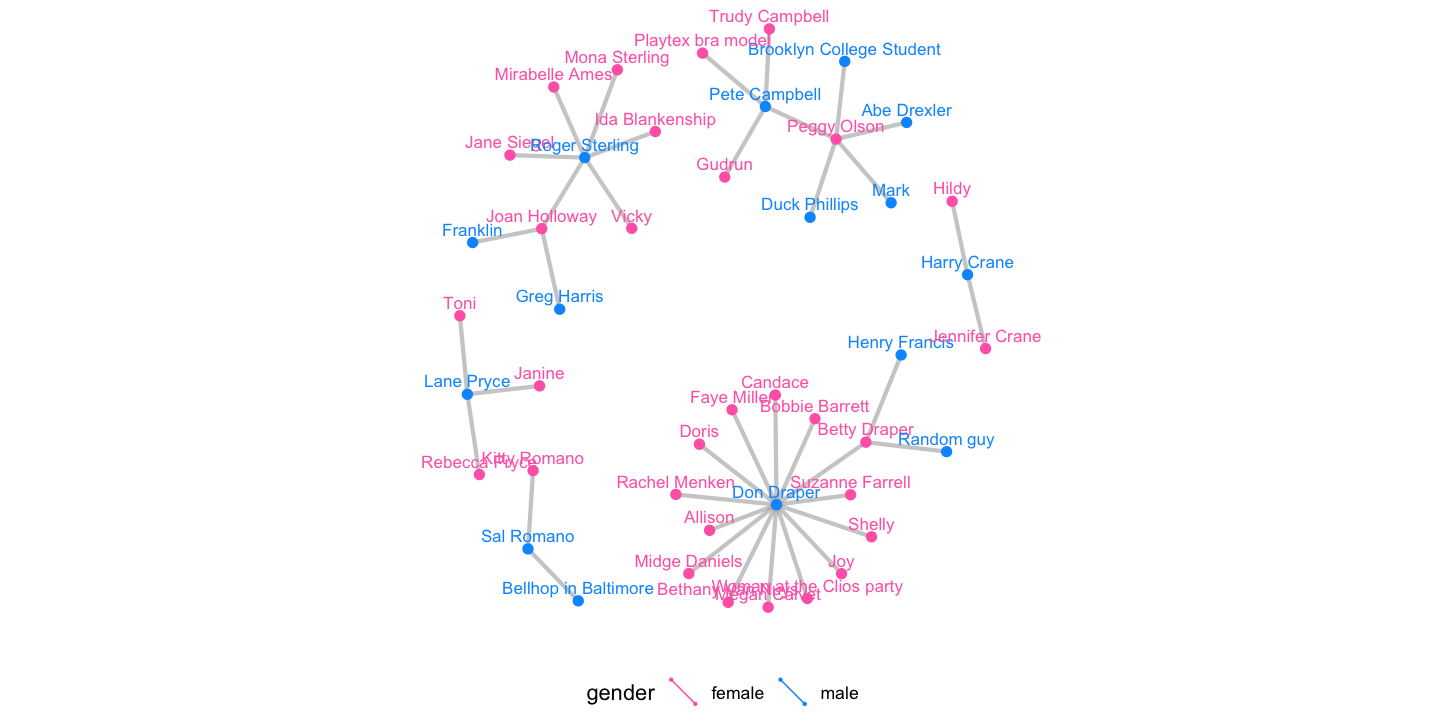 Trudy Campbell
Playtex bra model
Brooklyn College Student
Mona Sterling
Mirabelle Ames
Pete Campbell
Abe Drexler
Ida Blankenship
Peggy Olson
Jane Siegel
Roger Sterling
Gudrun
Hildy
Mark
Duck Phillips
Joan Holloway
Vicky
Franklin
Harry Crane
Greg Harris
Toni
Jennifer Crane
Henry Francis
Janine
Lane Pryce
Candace
Faye Miller
Bobbie Barrett
Doris
Betty Draper
Random guy
Kitty Romano
Rebecca Pryce
Rachel Menken
Suzanne Farrell
Don Draper
Allison
Shelly
Sal Romano
Midge Daniels
Joy
Bellhop in Baltimore
Woman at the Clios party
Bethany Van Nuys
Megan Calvet
gender female male